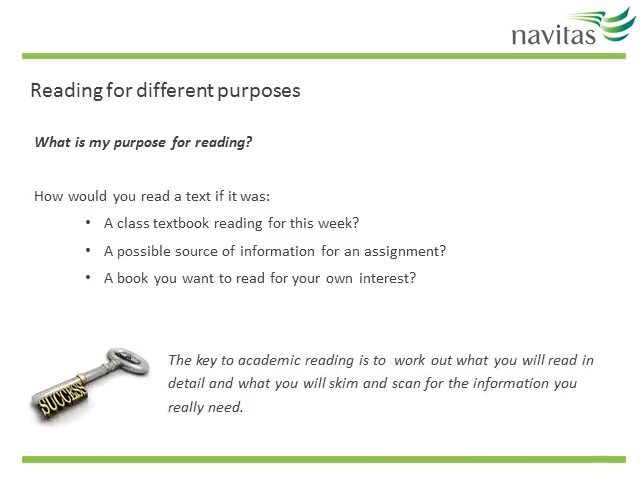 navitas
Reading for different purposes
What is my purpose for reading?
How would you read a text if it was:
• A class textbook reading for this week?
• A possible source of information for an assignment?
• A book you want to read for your own interest?
SUCCESS
The key to academic reading is to work out what you will read in
detail and what you will skim and scan for the information you
really need.